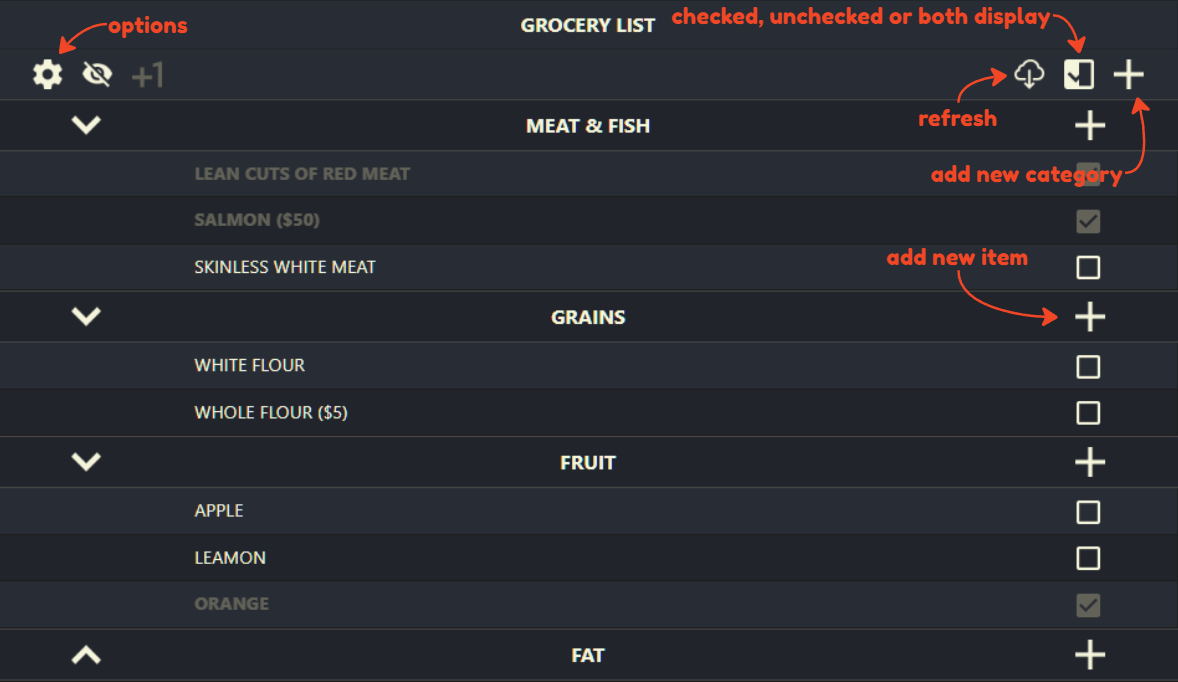 options
GROCERY LIST
checked, unchecked or both display
+1
refresh
MEAT & FISH
LEAN CUTS OF RED MEAT
add new category
SALMON ($50)
SKINLESS WHITE MEAT
add new item
GRAINS
WHITE FLOUR
WHOLE FLOUR ($5)
FRUIT
APPLE
LEAMON
ORANGE
FAT